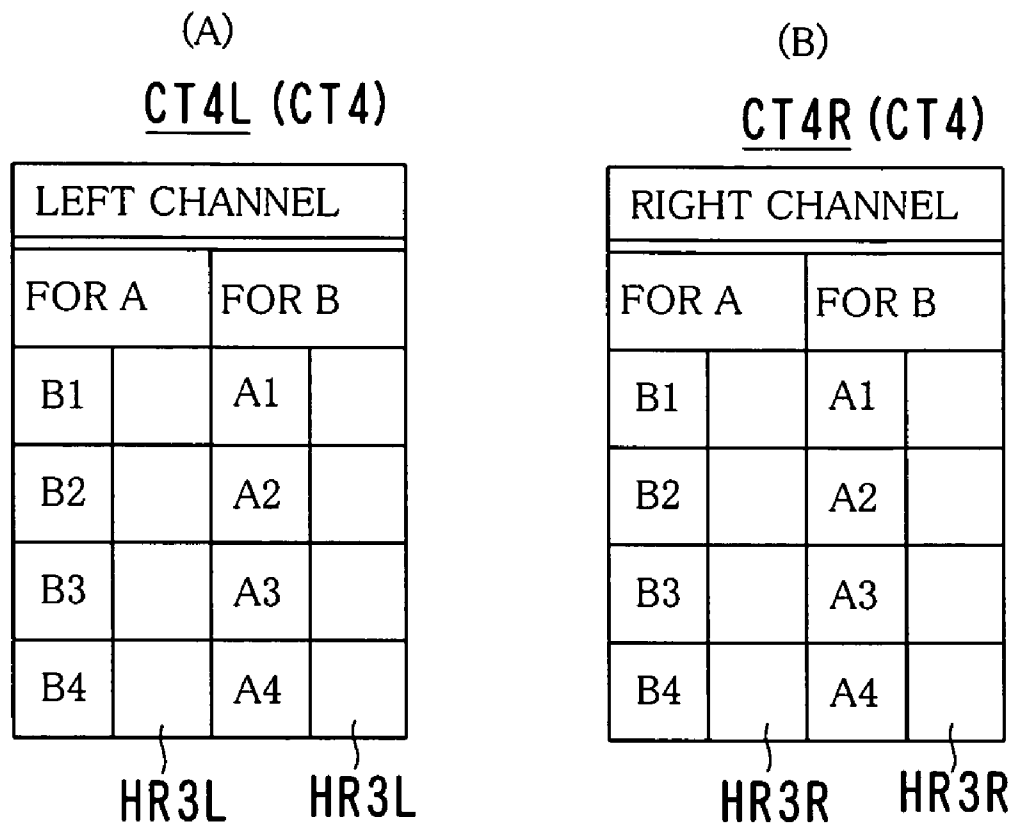 (A)
CT4L (CT4)
LEFT CHANNEL
FOR A FOR B
B1 A1
B2 A2
B3 A3
B4 A4
HR3L HR3L
(B)
CT4R (CT4)
RIGHT CHANNEL
FOR A FOR B
B1 A1
B2 A2
B3 A3
B4 A4
HR3R HR3R